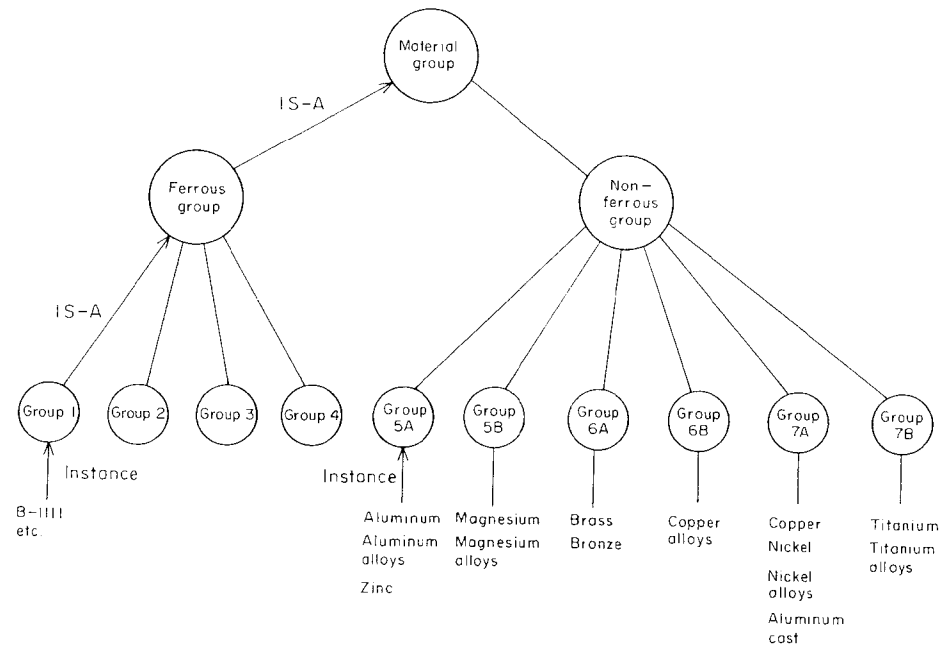 Material
group
IS-A
Ferrous
group
Non-
ferrous
group
IS-A
Group 1
Group 2
Group 3
Group 4
Group
5A
Group
5B
Group
6A
Group
6B
Group
7A
Group
7B
Instance
Instance
B-1111
etc.
Aluminum
Aluminum
alloys
Zinc
Magnesium
Magnesium
alloys
Brass
Bronze
Copper
alloys
Copper
Nickel
Nickel
alloys
Aluminum
cast
Titanium
Titanium
alloys